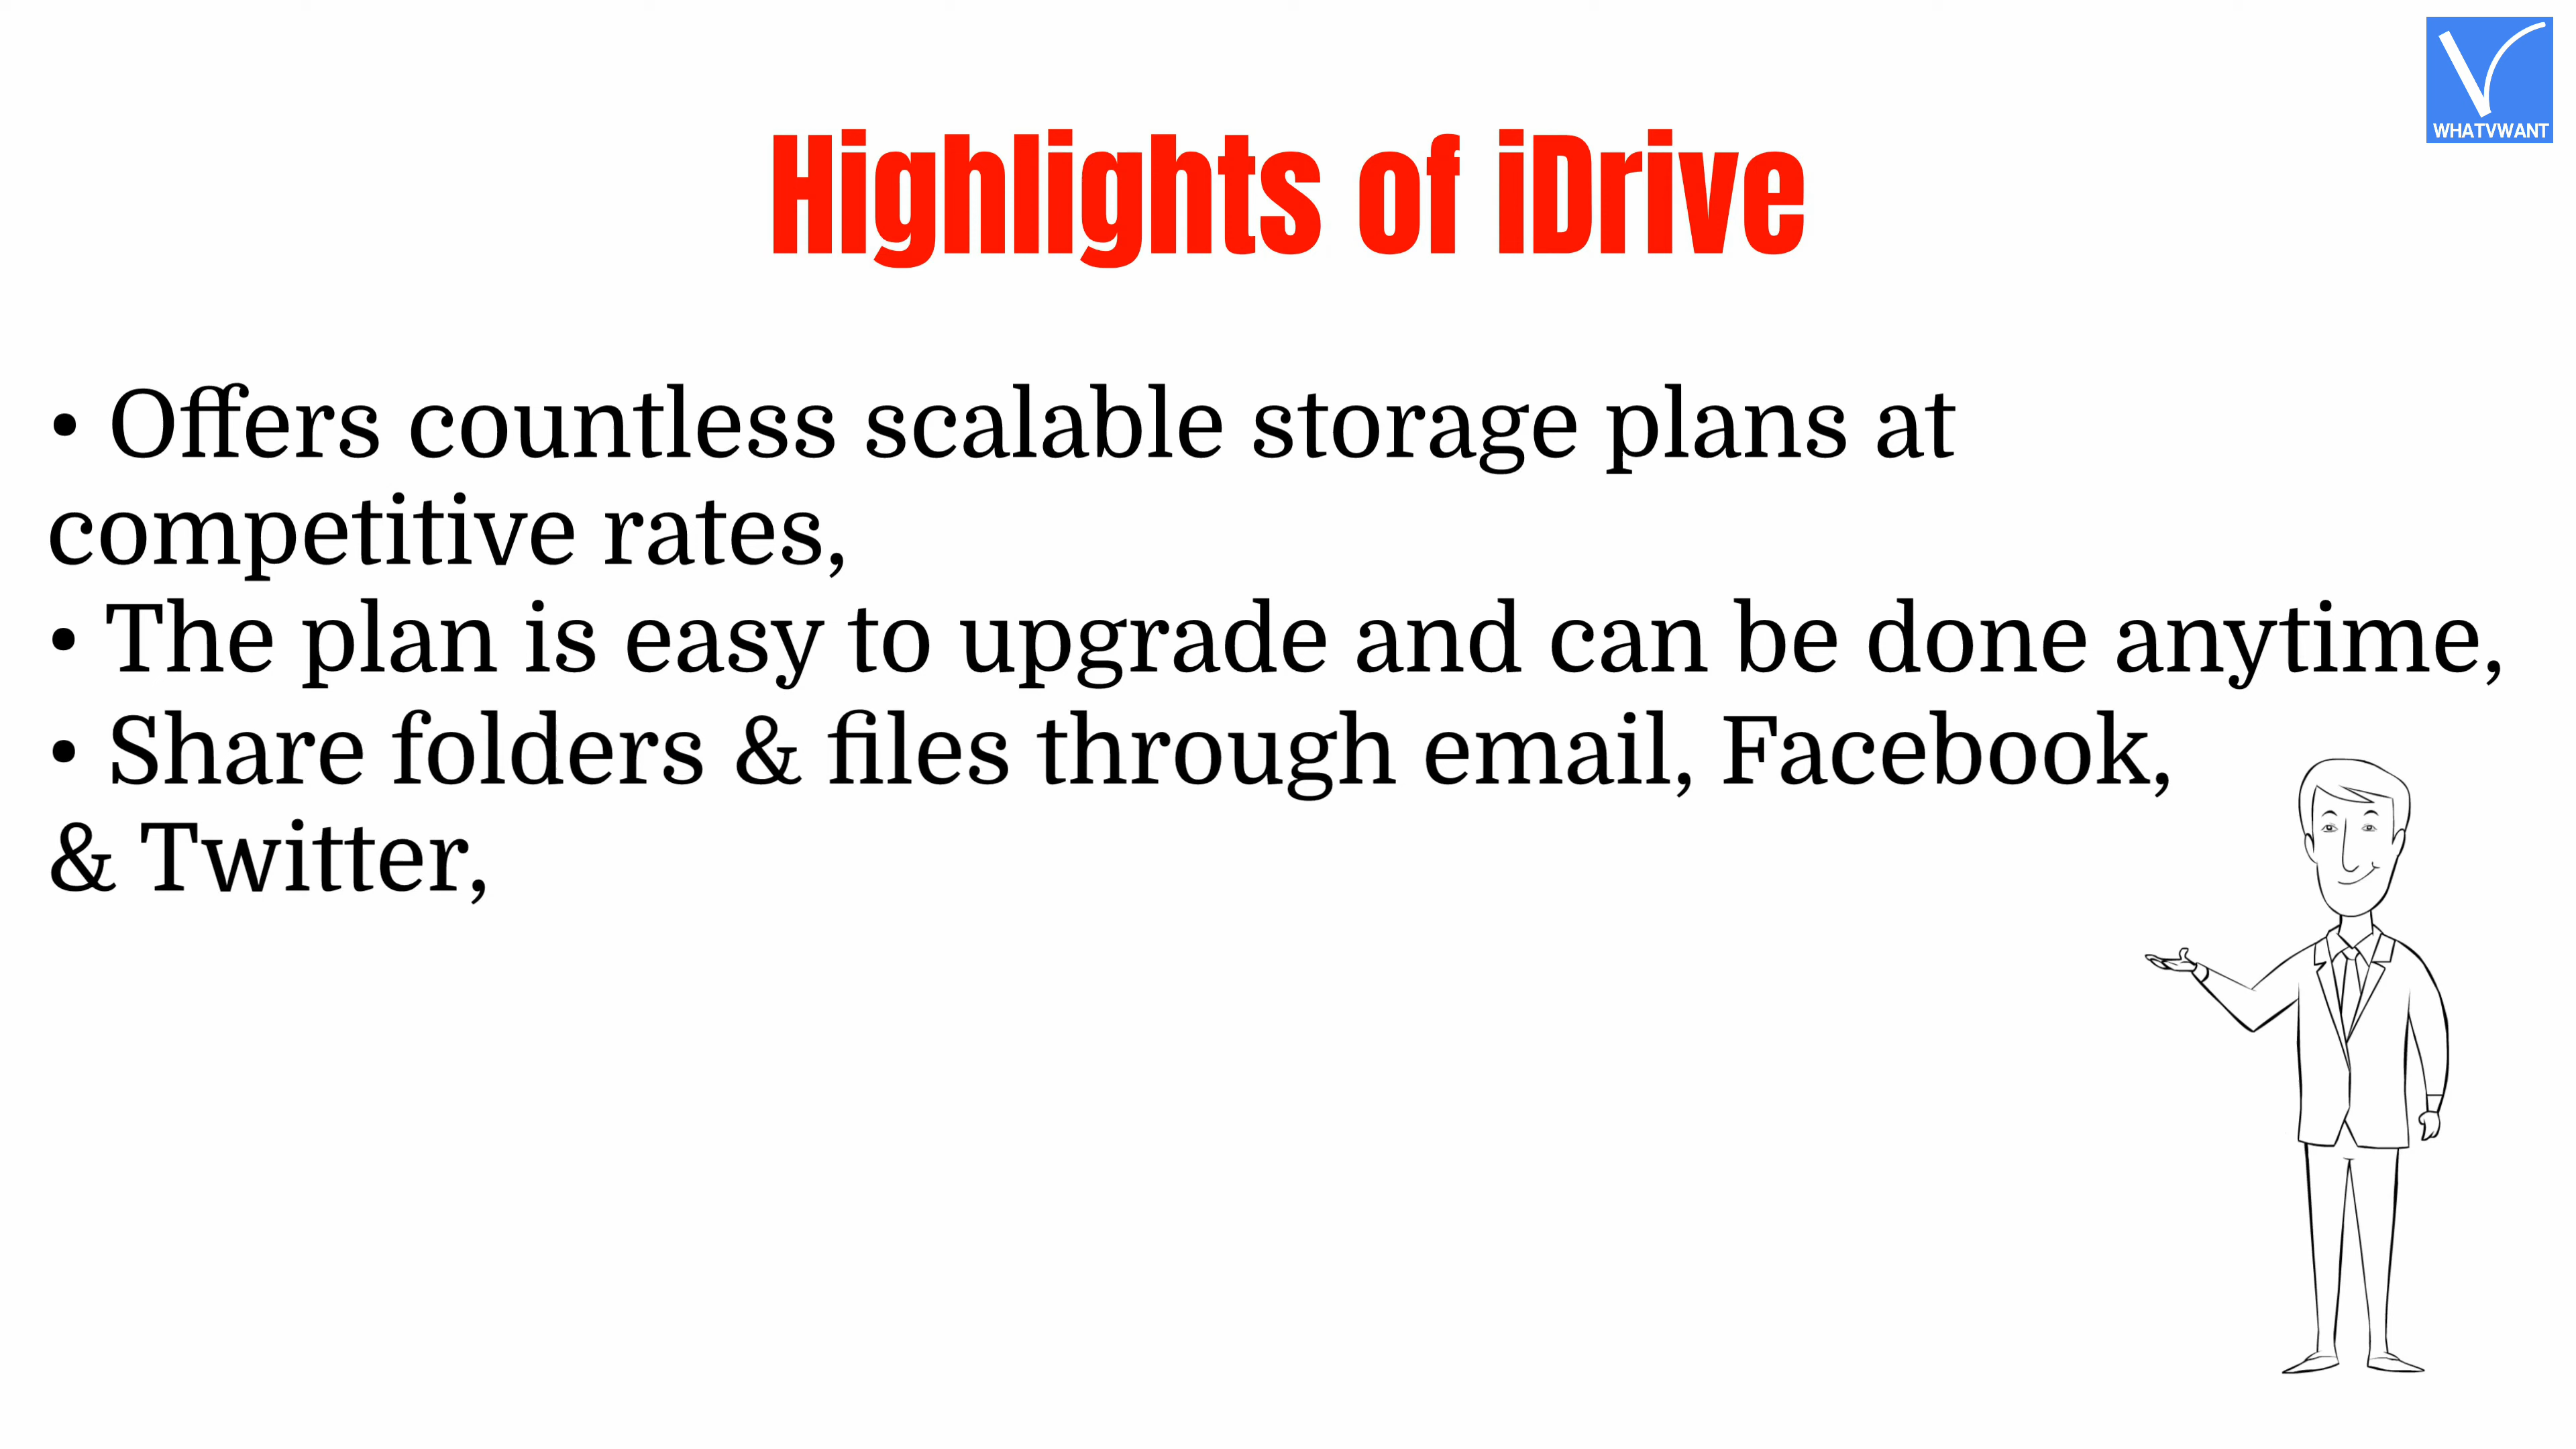 WHATVWANT
Highlights of iDrive
• Offers countless scalable storage plans at
competitive rates,
• The plan is easy to upgrade and can be done anytime,
• Share folders & files through email, Facebook,
& Twitter,